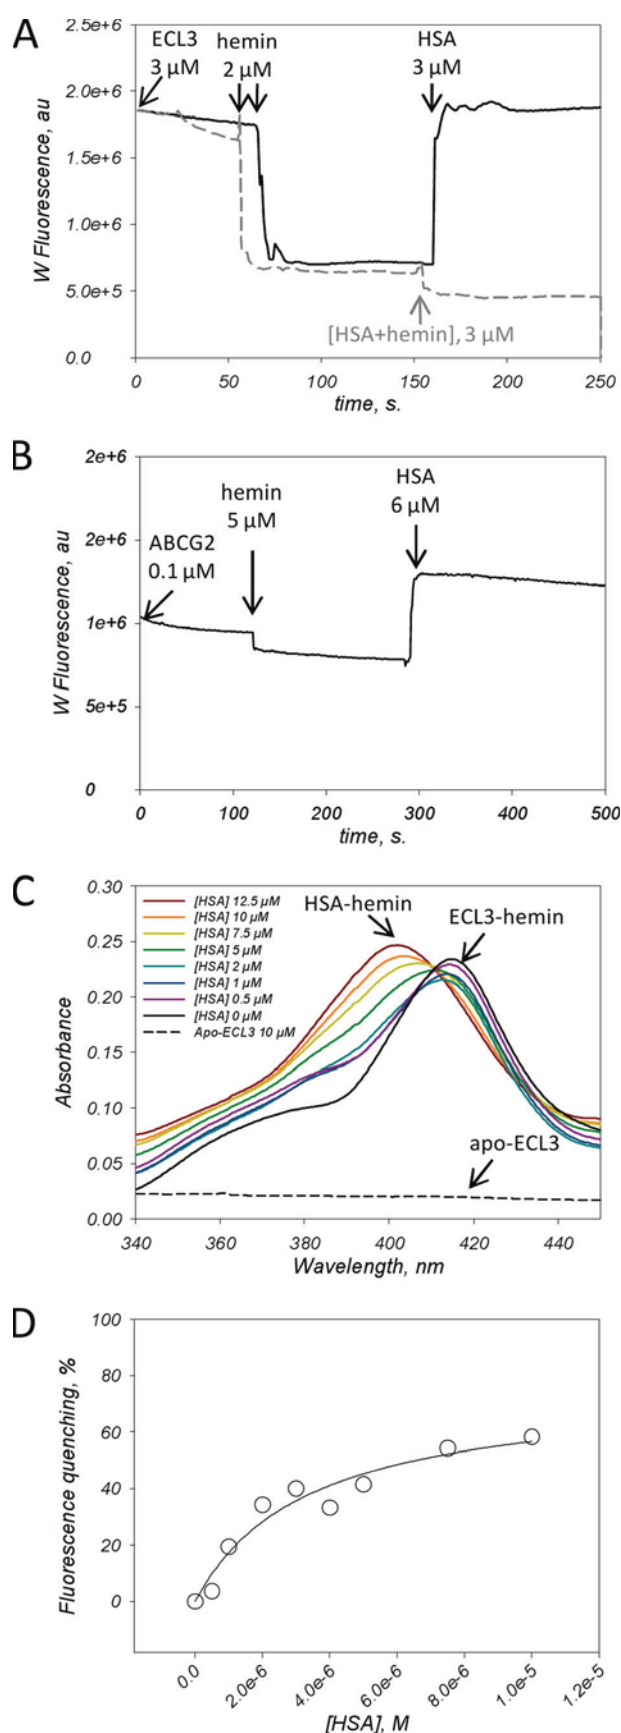 A
ECL3
3 µM
hemin
2 µM
HSA
3 µM
2.5e+6
2.0e+6
1.5e+6
1.0e+6
5.0e+5
0.0
W Fluorescence, au
[HSA+hemin], 3 µM
0 50 100 150 200 250
time, s.
B
2e+6
2e+6
1e+6
5e+5
0
W Fluorescence, au
ABCG2
0.1 µM
hemin
5 µM
HSA
6 µM
0 100 200 300 400 500
time, s.
C
0.30
0.25
0.20
0.15
0.10
0.05
0.00
Absorbance
[HSA] 12.5 µM
[HSA] 10 µM
[HSA] 7.5 µM
[HSA] 5 µM
[HSA] 2 µM
[HSA] 1 µM
[HSA] 0.5 µM
[HSA] 0 µM
Apo-ECL3 10 µM
HSA-hemin
ECL3-hemin
apo-ECL3
340 360 380 400 420 440
Wavelength, nm
D
100
80
60
40
20
0
Fluorescence quenching, %
0.0 2.0e-6 4.0e-6 6.0e-6 8.0e-6 1.0e-5 1.2e-5
[HSA], M